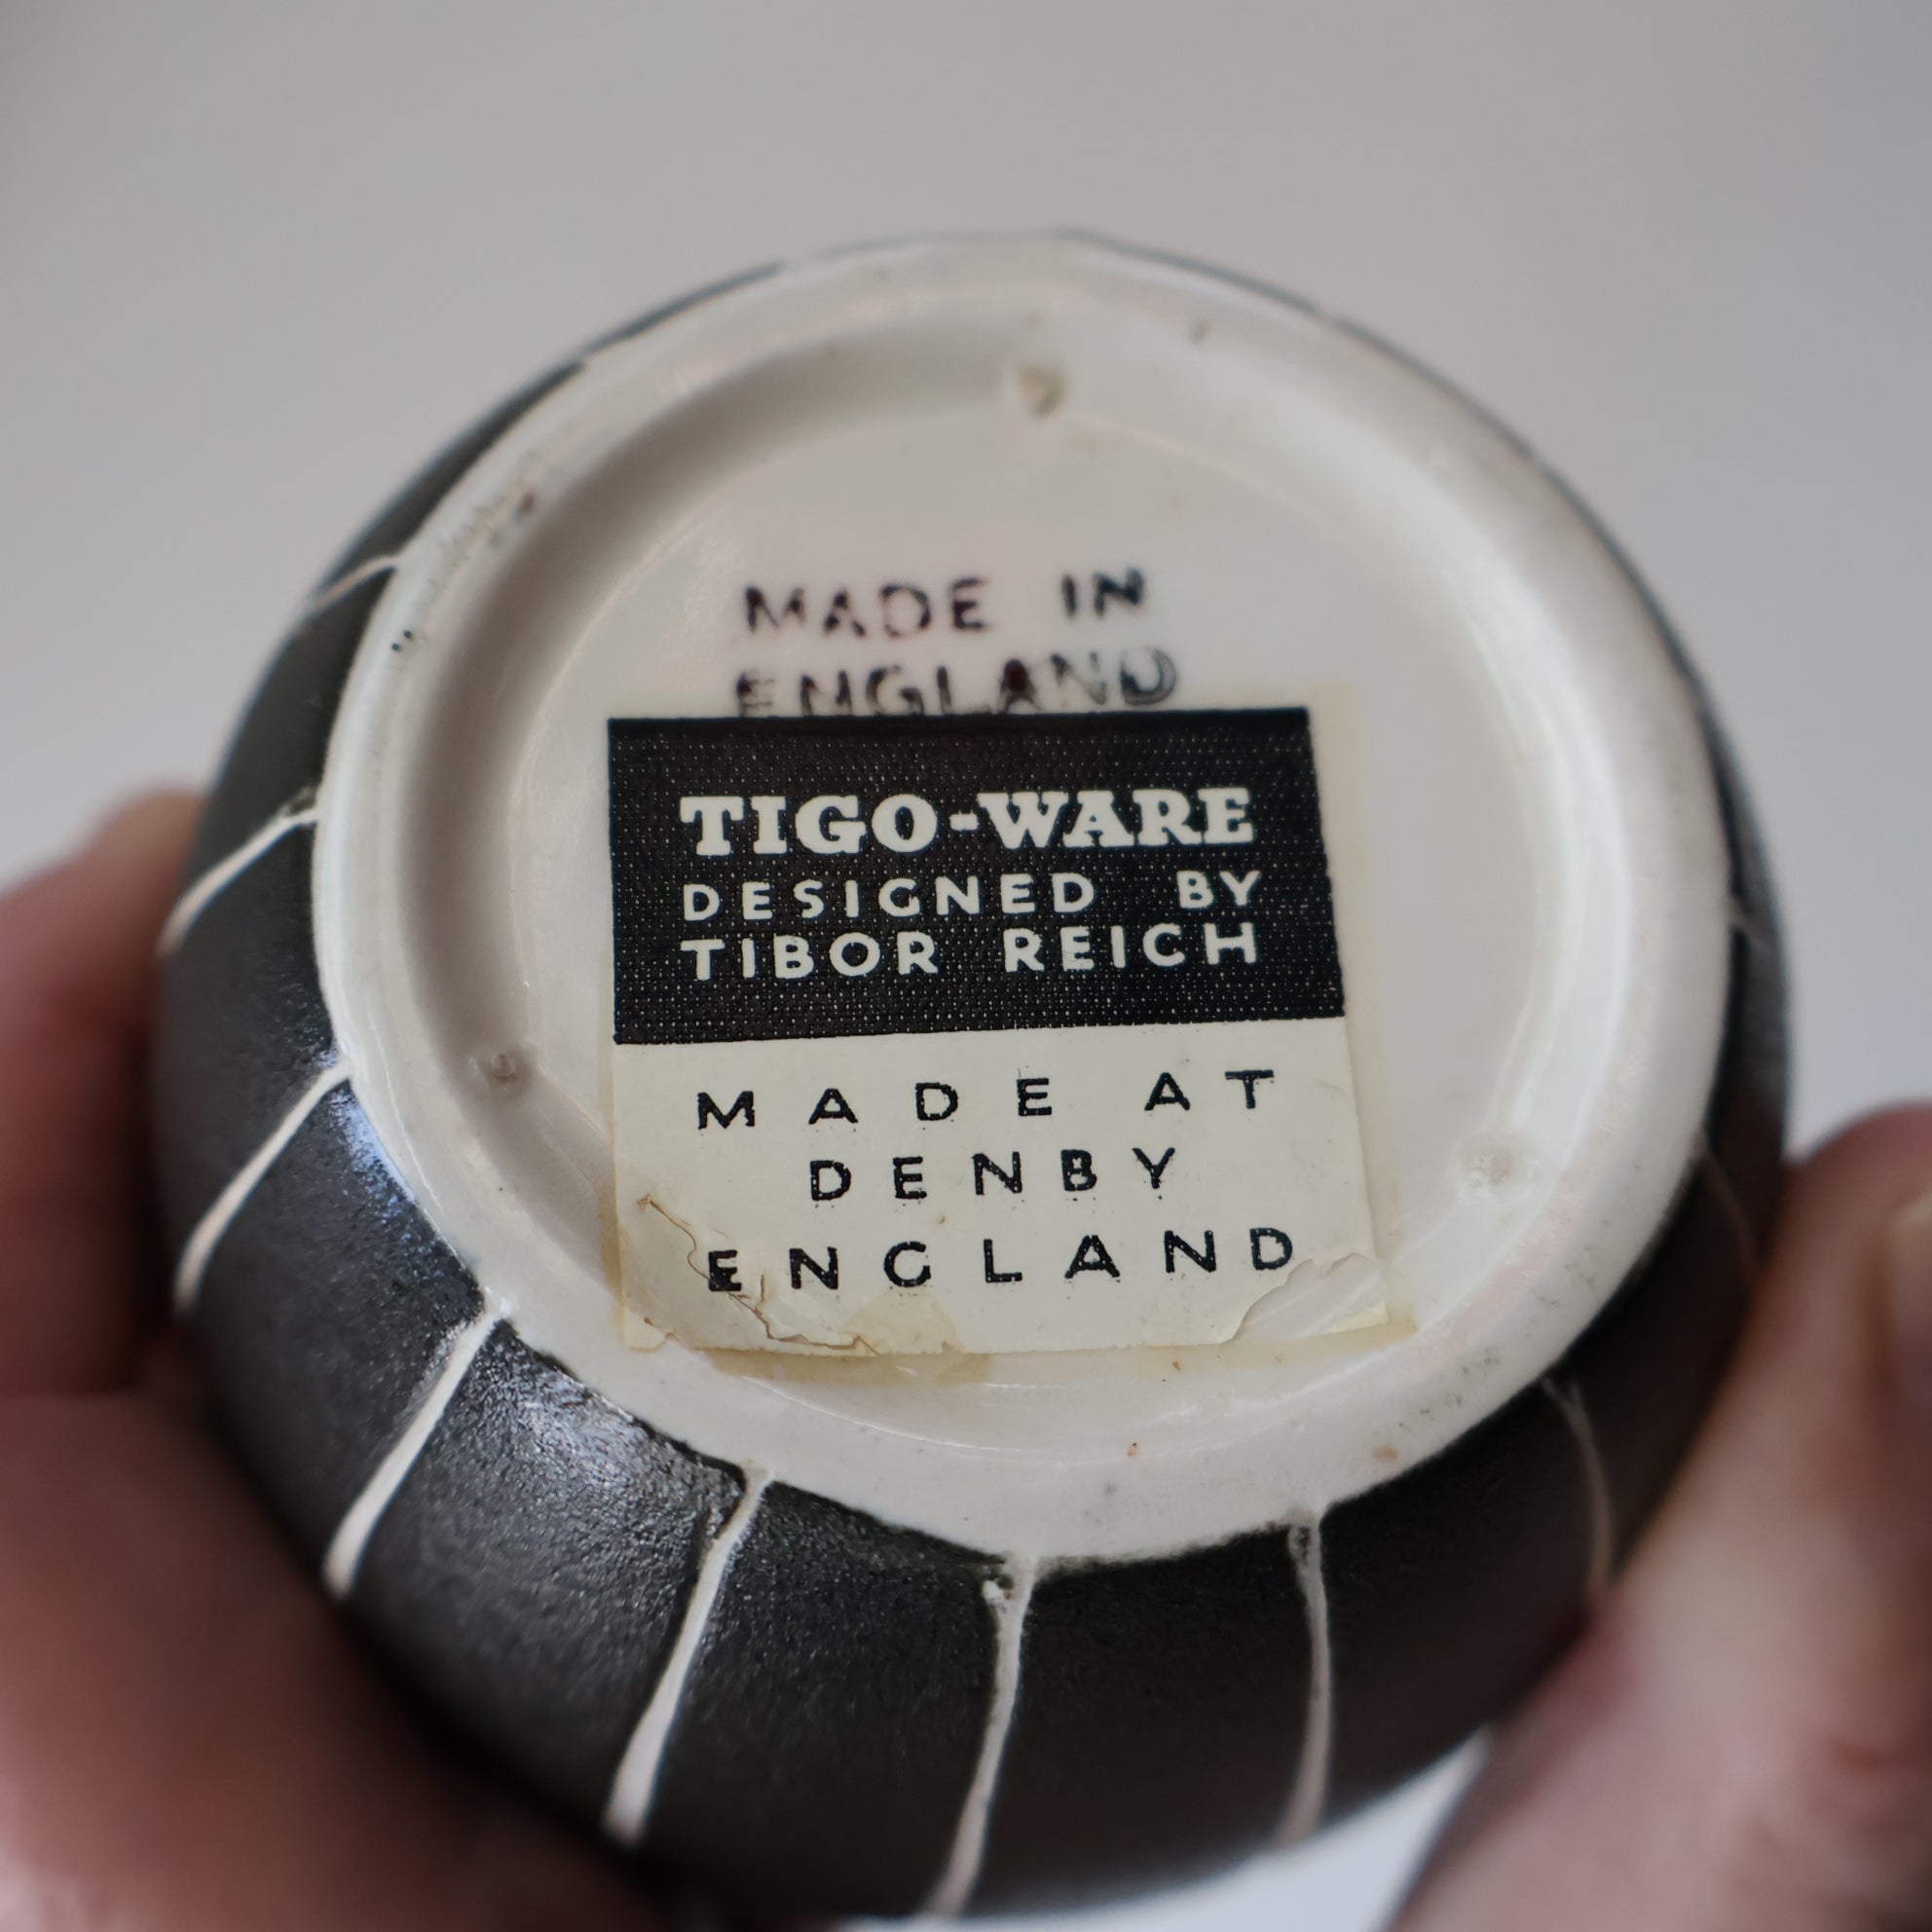 MADE IN
ENGLAND
TIGO-WARE
DESIGNED BY
TIBOR REICH
MADE AT
DENBY
ENGLAND